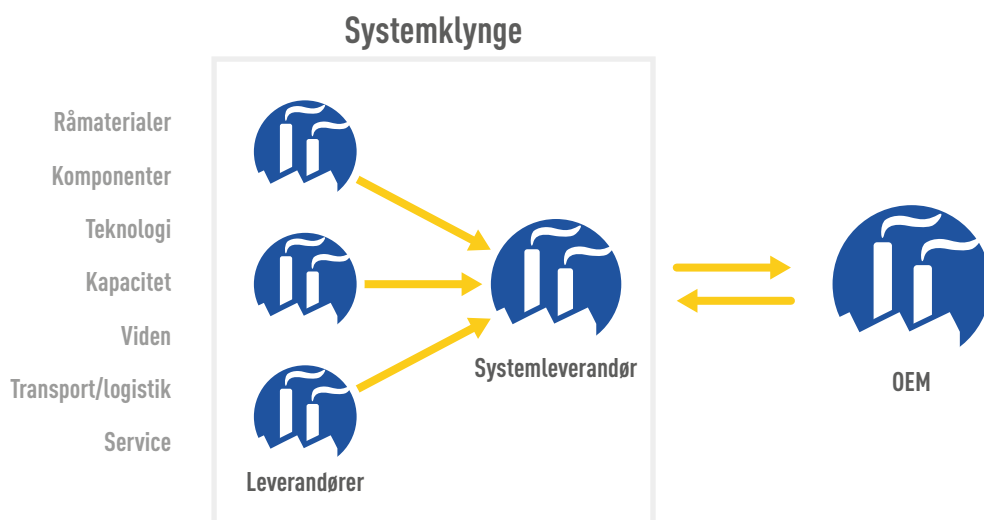 Systemklynge
Råmaterialer
Komponenter
Teknologi
Kapacitet
Viden
Transport/logistik
Service
Leverandører
Systemleverandør
OEM